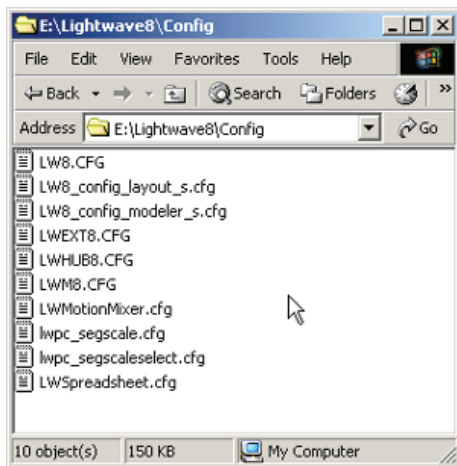 E:\Lightwave8\Config
File Edit View Favorites Tools Help
Back Search Folders »
Address E:\Lightwave8\Config Go
LW8.CFG
LW8_config_layout_s.cfg
LW8_config_modeler_s.cfg
LWEXT8.CFG
LWHUB8.CFG
LWM8.CFG
LWMotionMixer.cfg
lwpc_segscale.cfg
lwpc_segscaleselect.cfg
LWSpreadsheet.cfg
10 object(s) 150 KB My Computer